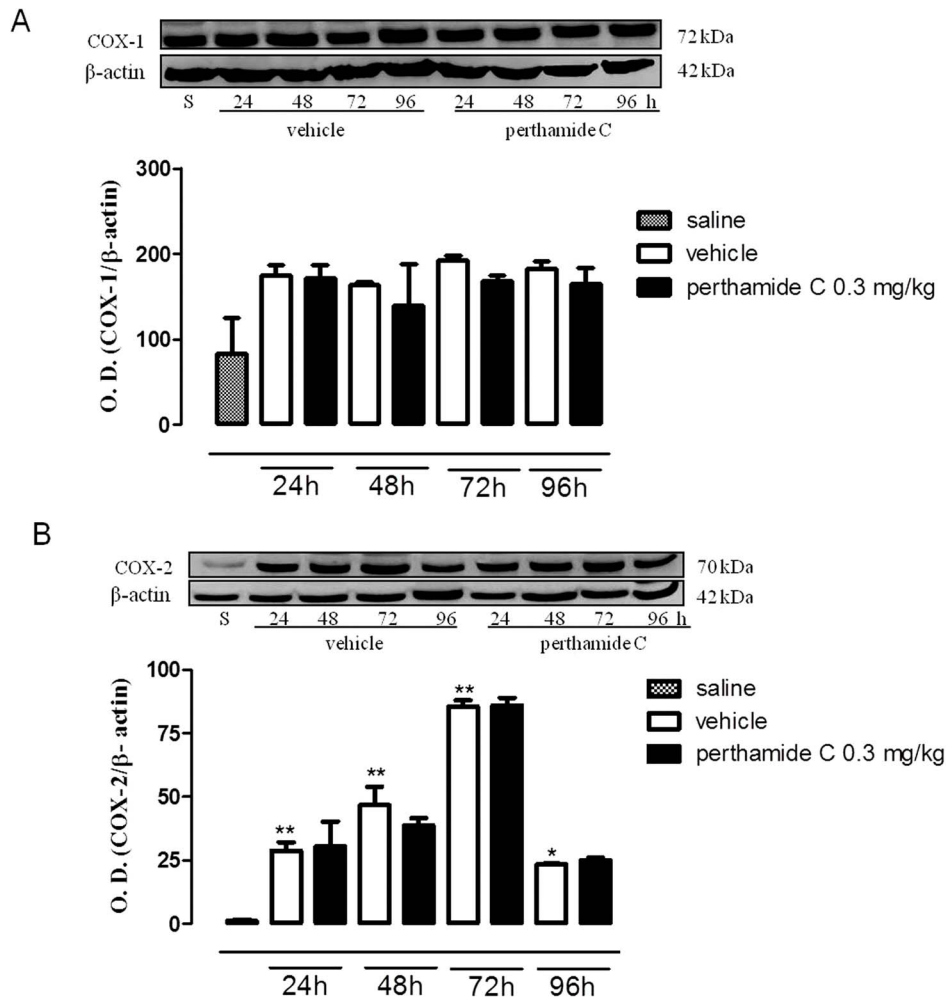 A
COX-1 72 kDa
β-actin 42 kDa
S 24 48 72 96 24 48 72 96 h
vehicle perthamide C
O. D. (COX-1/β-actin)
300
200
100
0
saline
vehicle
perthamide C 0.3 mg/kg
24h 48h 72h 96h
B
COX-2 70 kDa
β-actin 42 kDa
S 24 48 72 96 24 48 72 96 h
vehicle perthamide C
O. D. (COX-2/β- actin)
100
75
50
25
0
** ** ** *
saline
vehicle
perthamide C 0.3 mg/kg
24h 48h 72h 96h